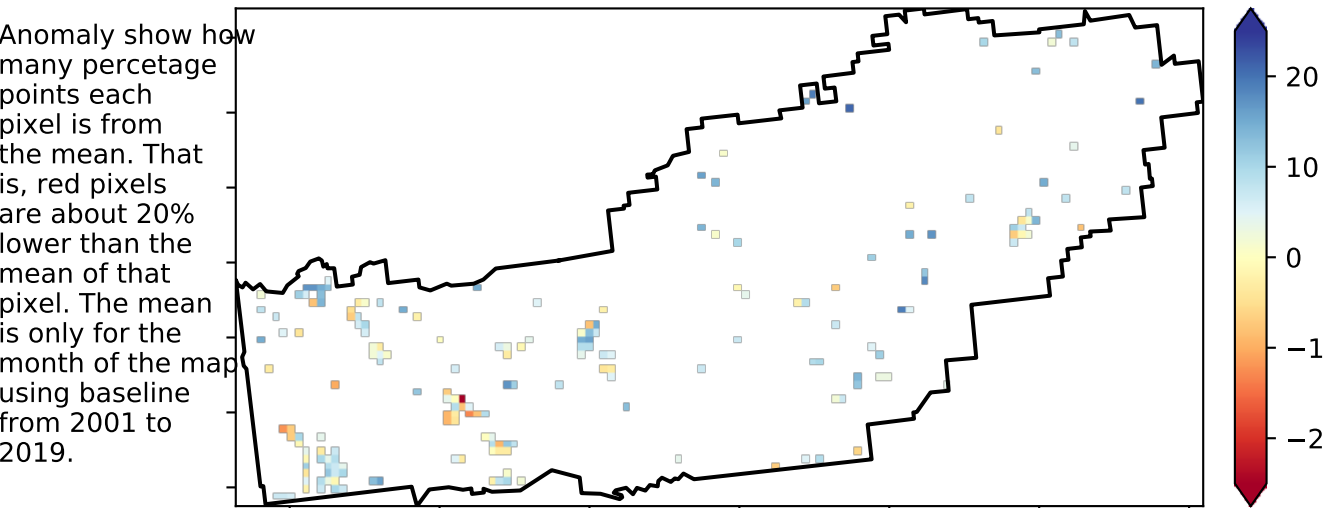 Anomaly show how
many percetage
points each
pixel is from
the mean. That
is, red pixels
are about 20%
lower than the
mean of that
pixel. The mean
is only for the
month of the map
using baseline
from 2001 to
2019.
20
10
0
−1
−2